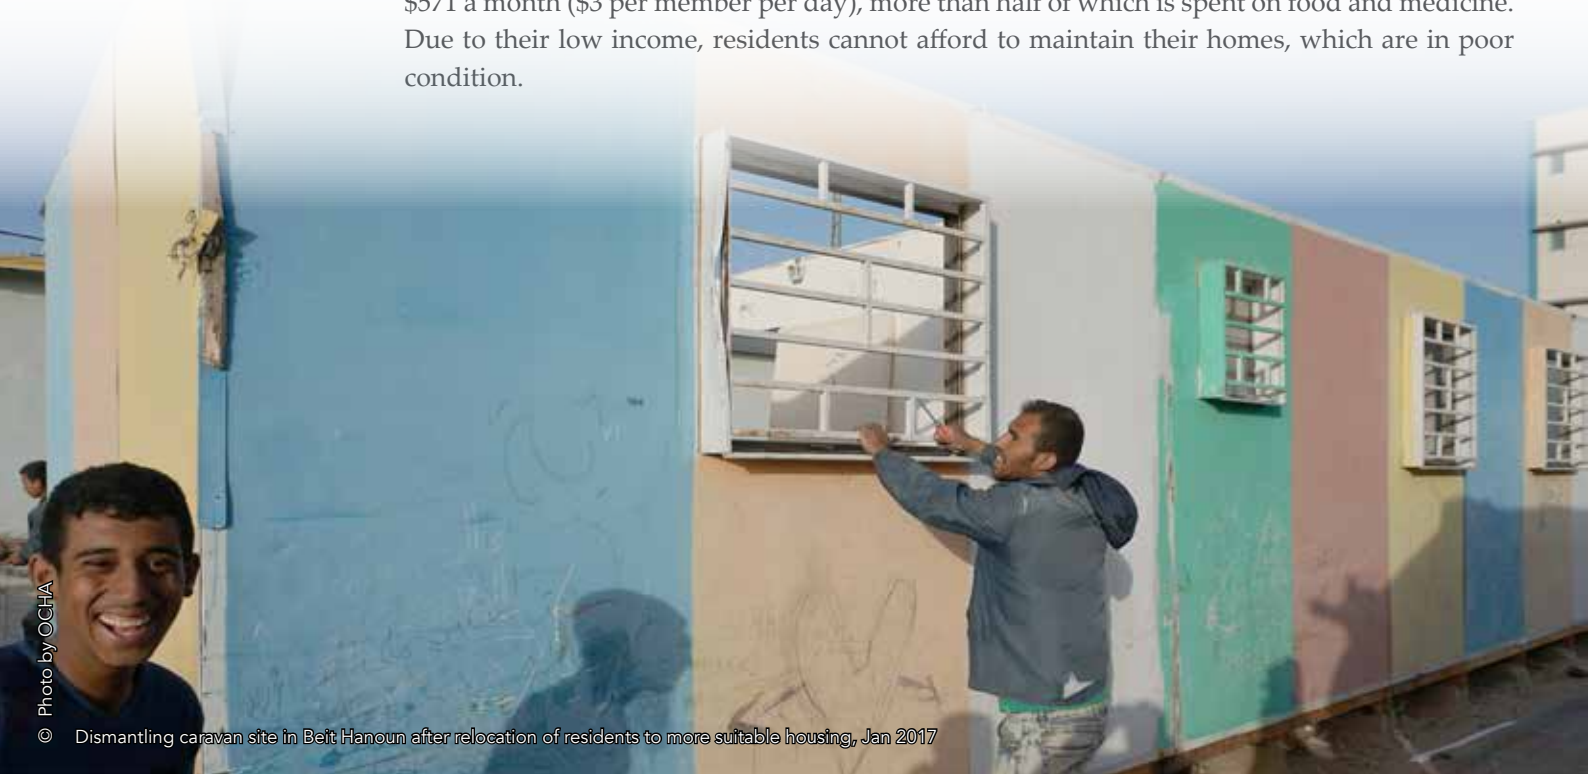 $571 a month ($3 per member per day), more than half of which is spent on food and medicine.
Due to their low income, residents cannot afford to maintain their homes, which are in poor
condition.
© Photo by OCHA
Dismantling caravan site in Beit Hanoun after relocation of residents to more suitable housing, Jan 2017